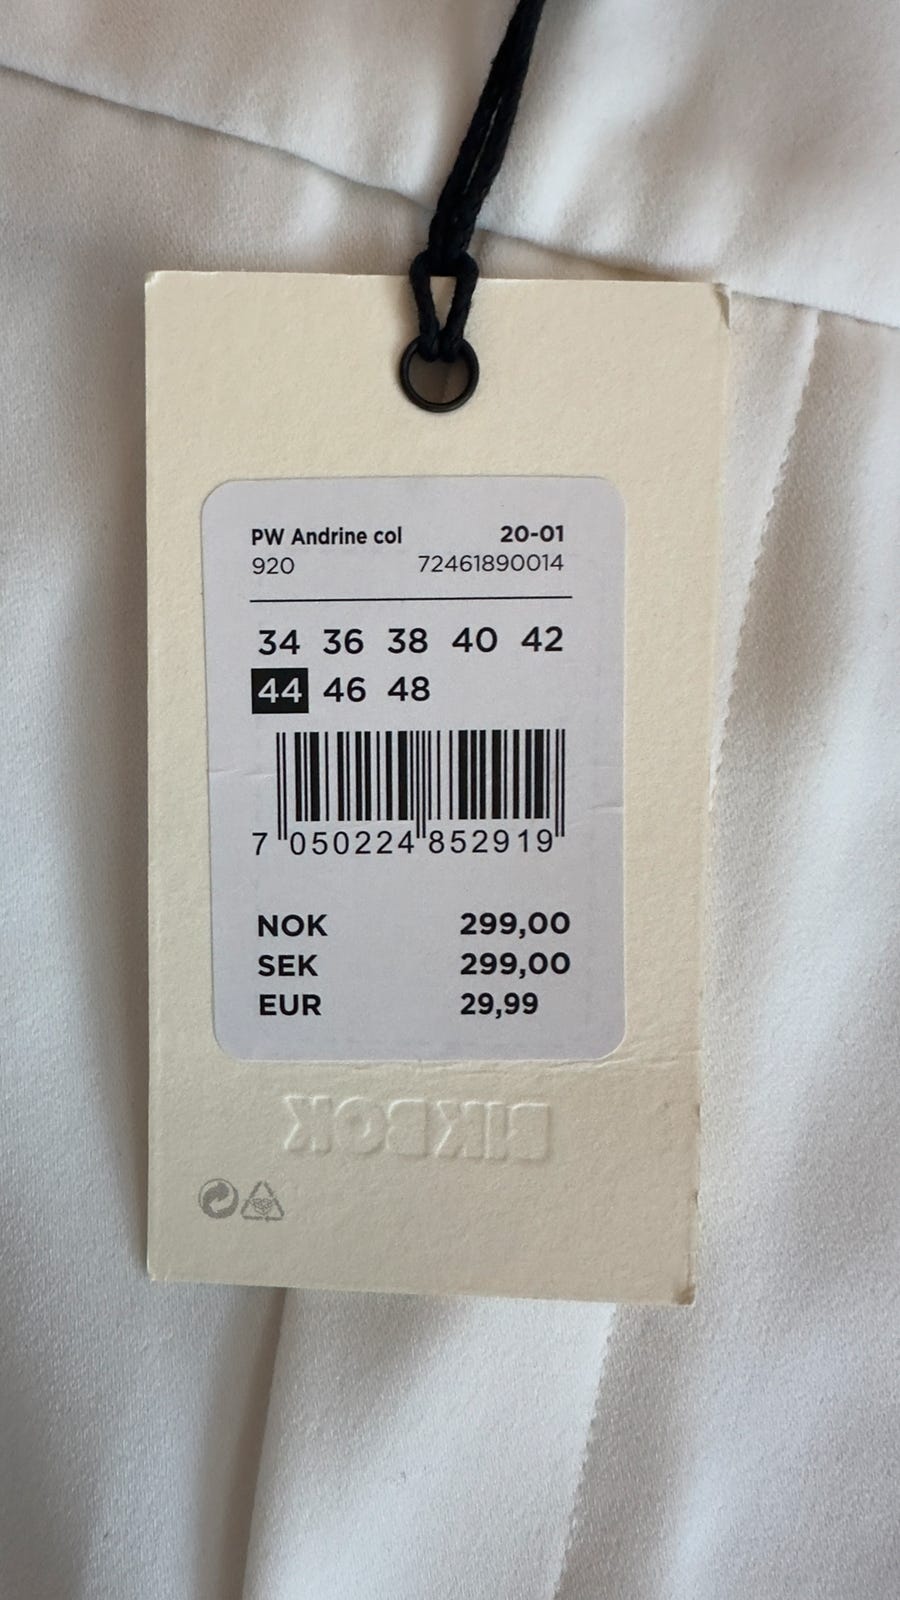 PW Andrine col 20-01
920 72461890014
34 36 38 40 42
44 46 48
7 050224 852919
NOK 299,00
SEK 299,00
EUR 29,99
BIKBOK